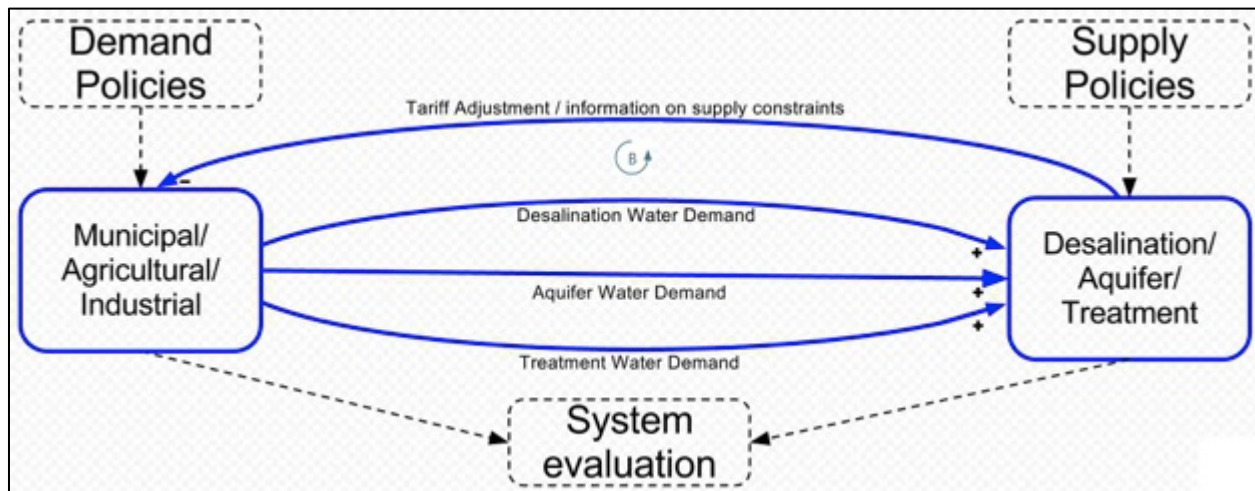 Demand
Policies
Supply
Policies
Tariff Adjustment / information on supply constraints
B
−
Municipal/
Agricultural/
Industrial
Desalination Water Demand
+
Aquifer Water Demand
+
Treatment Water Demand
+
Desalination/
Aquifer/
Treatment
System
evaluation